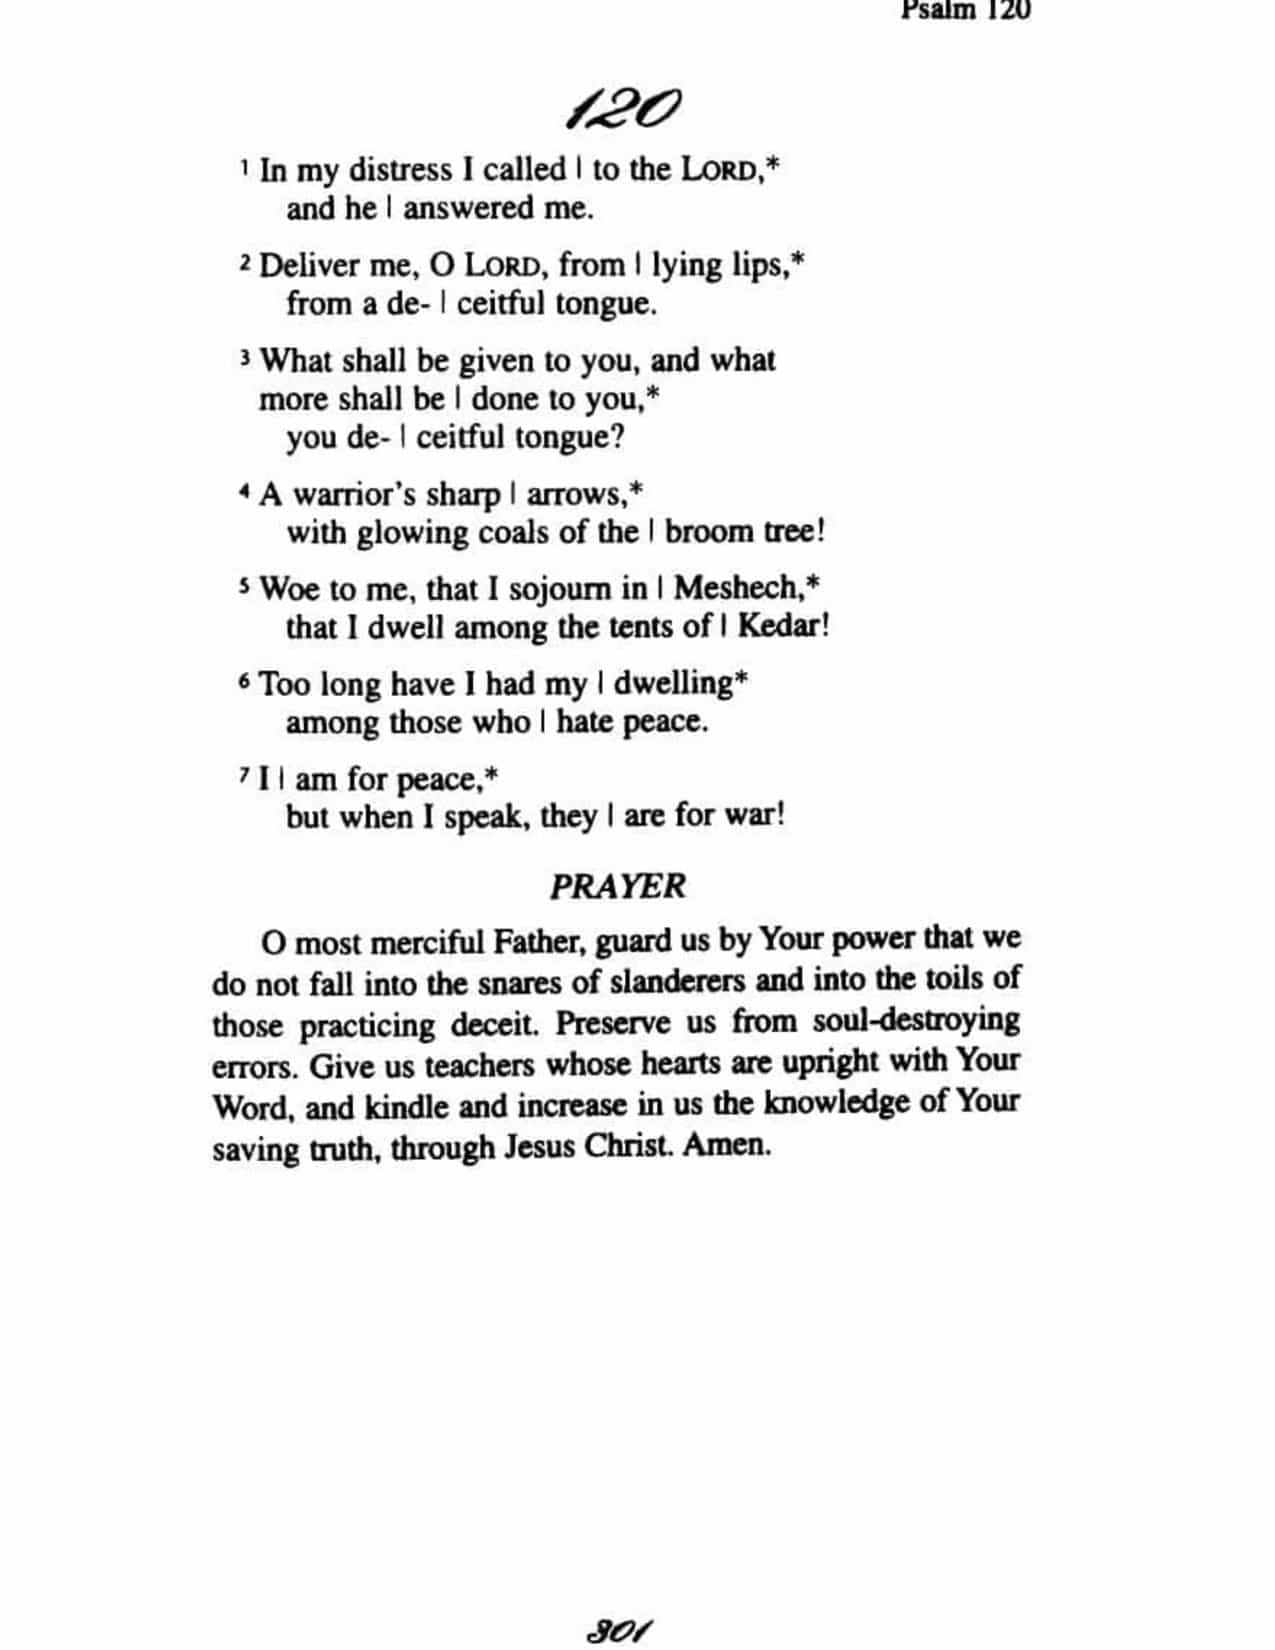 Psalm 120
120
1 In my distress I called | to the LORD,*
and he | answered me.
2 Deliver me, O LORD, from | lying lips,*
from a de- | ceitful tongue.
3 What shall be given to you, and what
more shall be | done to you,*
you de- | ceitful tongue?
4 A warrior's sharp | arrows,*
with glowing coals of the | broom tree!
5 Woe to me, that I sojourn in | Meshech,*
that I dwell among the tents of | Kedar!
6 Too long have I had my | dwelling*
among those who | hate peace.
7 I | am for peace,*
but when I speak, they | are for war!
PRAYER
O most merciful Father, guard us by Your power that we
do not fall into the snares of slanderers and into the toils of
those practicing deceit. Preserve us from soul-destroying
errors. Give us teachers whose hearts are upright with Your
Word, and kindle and increase in us the knowledge of Your
saving truth, through Jesus Christ. Amen.
301